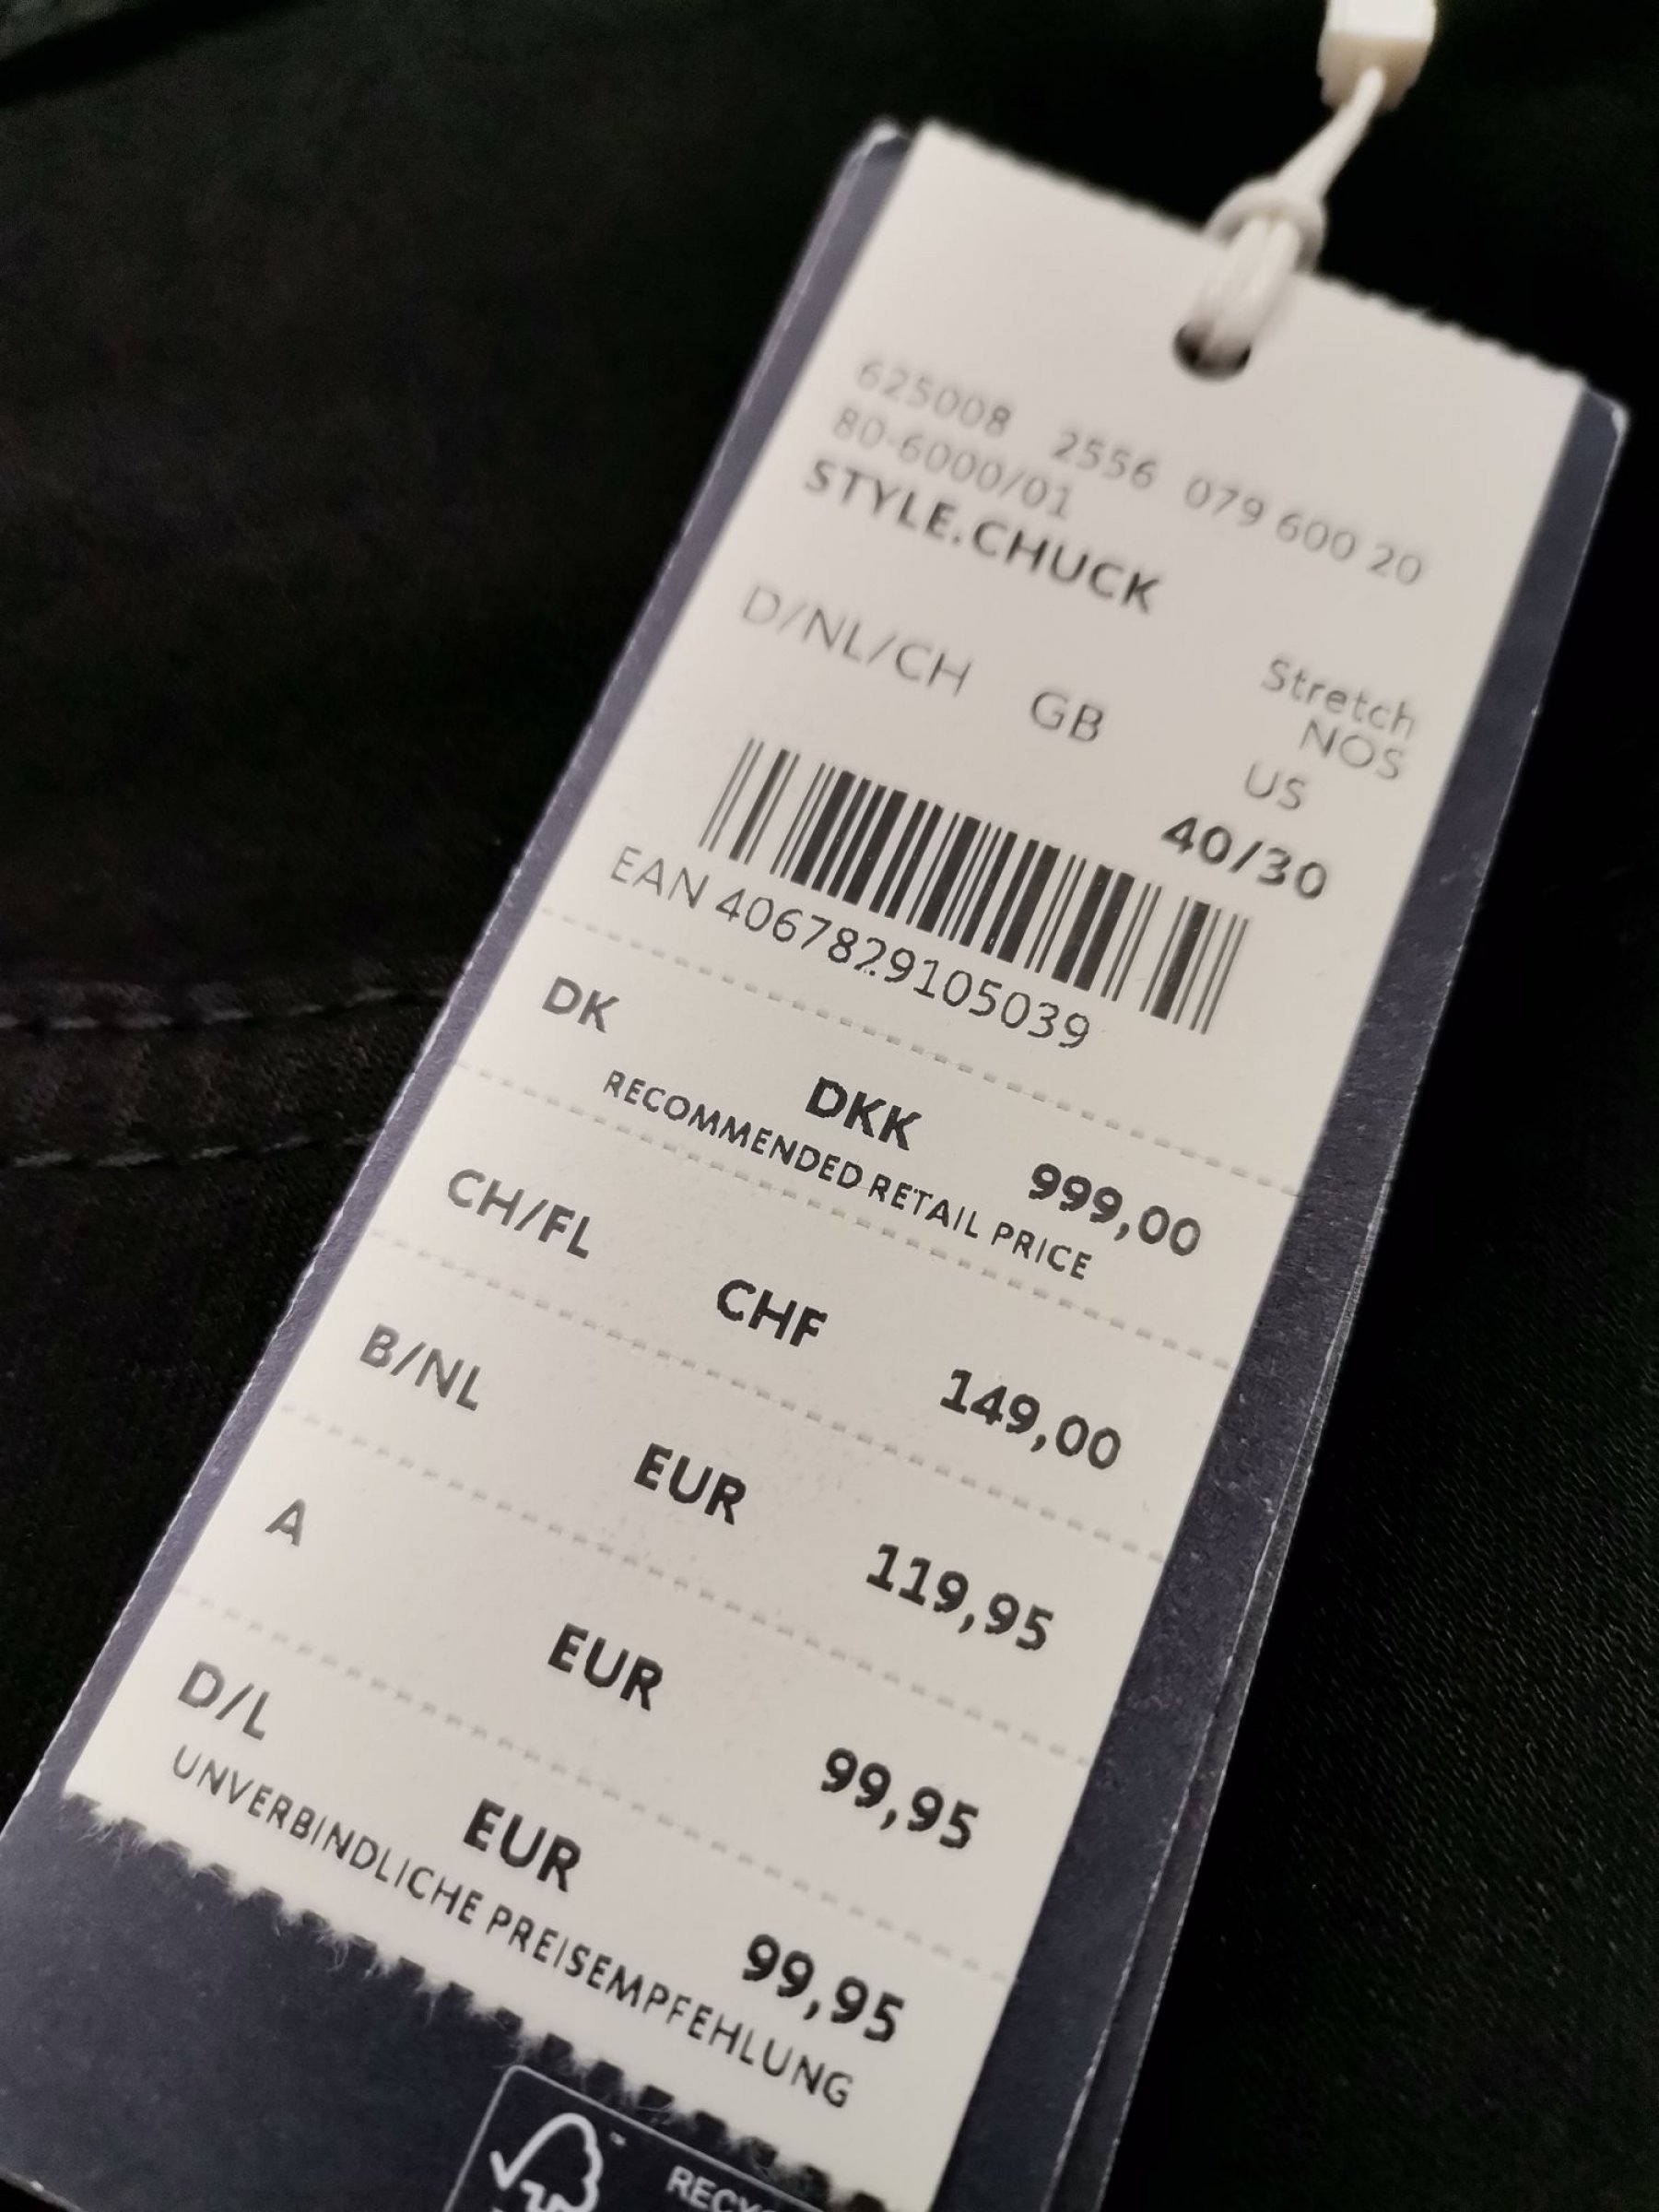 625008 2556 079 600 20
80-6000/01
STYLE.CHUCK
Stretch
NOS
D/NL/CH GB US
40/30
EAN 4067829105039
DK DKK 999,00
RECOMMENDED RETAIL PRICE
CH/FL CHF 149,00
B/NL EUR 119,95
A EUR 99,95
D/L EUR 99,95
UNVERBINDLICHE PREISEMPFEHLUNG